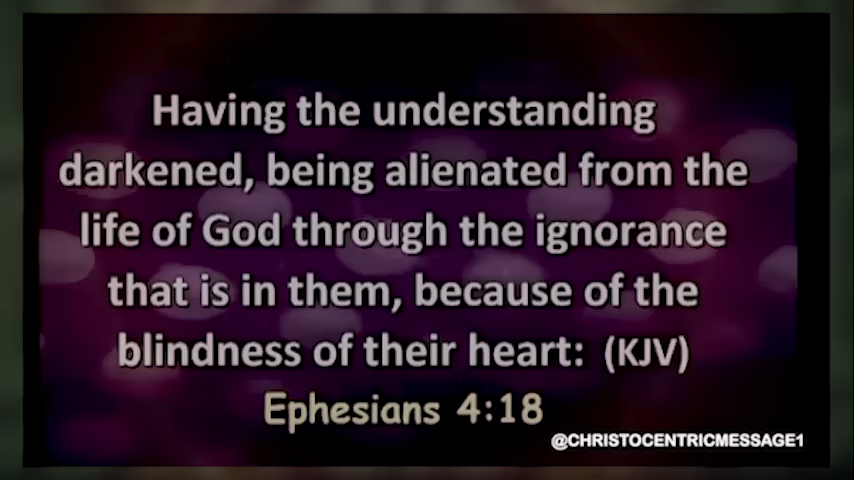 Having the understanding
darkened, being alienated from the
life of God through the ignorance
that is in them, because of the
blindness of their heart: (KJV)
Ephesians 4:18
@CHRISTOCENTRICMESSAGE1